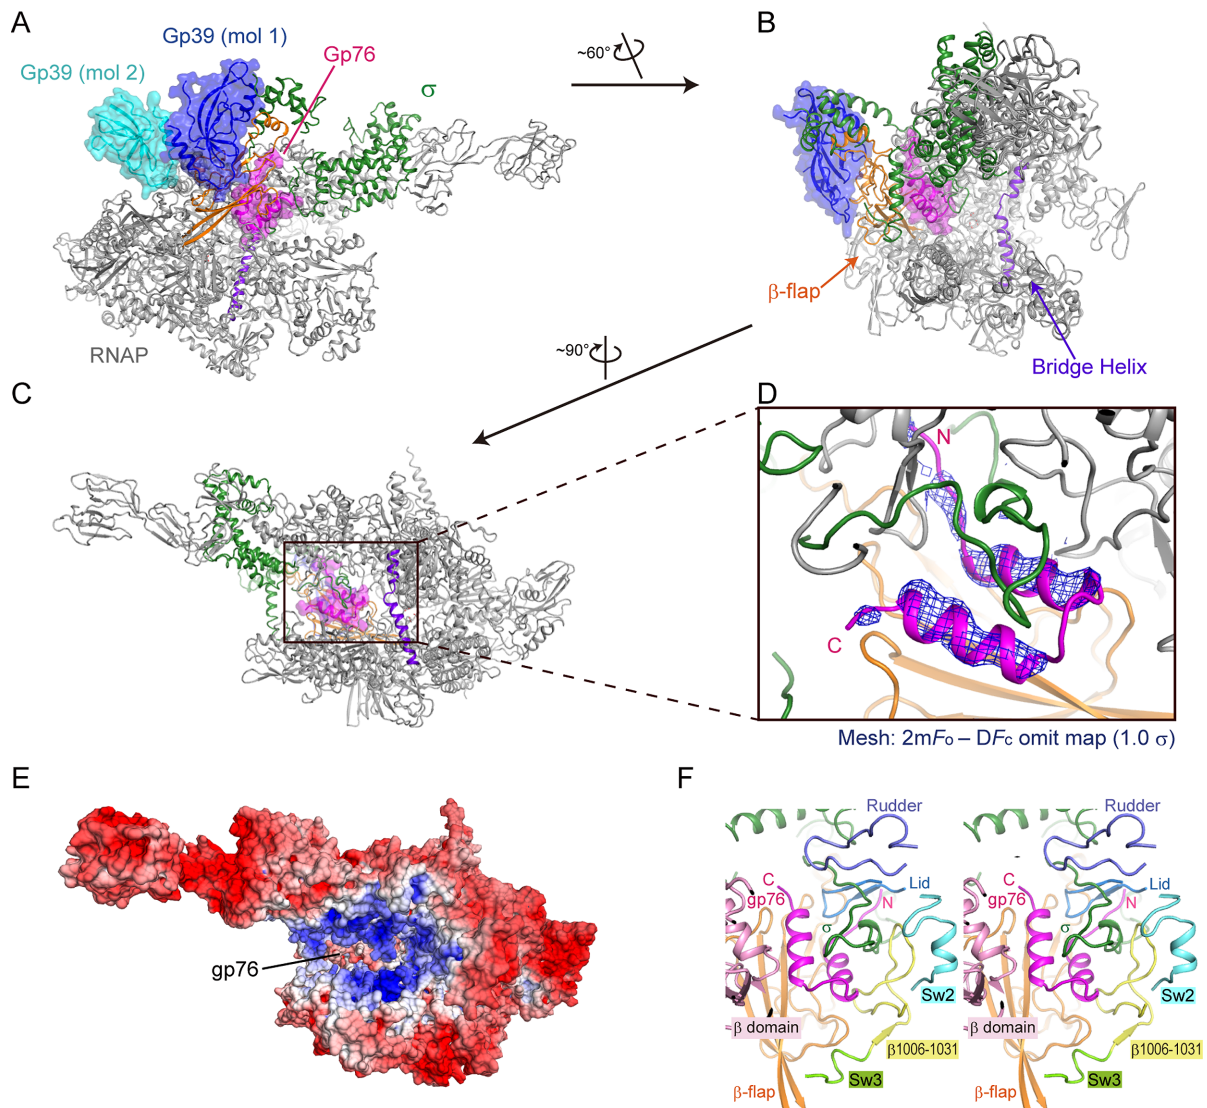 A
Gp39 (mol 1)
Gp39 (mol 2)
Gp76
σ
RNAP
~60°
B
β-flap
Bridge Helix
~90°
C
D
N
C
Mesh: 2mFo – DFc omit map (1.0 σ)
E
gp76
F
Rudder
Lid
C
gp76
N
σ
Sw2
β domain
β1006-1031
Sw3
β-flap
Rudder
Lid
C
gp76
N
σ
Sw2
β domain
β1006-1031
Sw3
β-flap